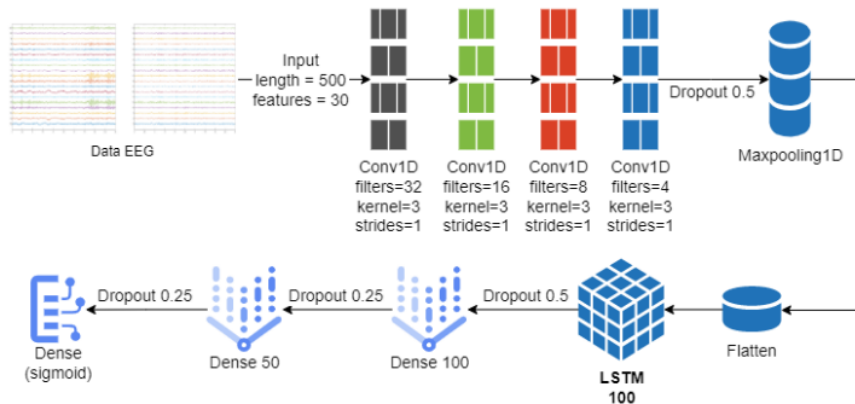 Data EEG
Input
length = 500
features = 30
Conv1D
filters=32
kernel=3
strides=1
Conv1D
filters=16
kernel=3
strides=1
Conv1D
filters=8
kernel=3
strides=1
Conv1D
filters=4
kernel=3
strides=1
Dropout 0.5
Maxpooling1D
Flatten
LSTM
100
Dropout 0.5
Dense 100
Dropout 0.25
Dense 50
Dropout 0.25
Dense
(sigmoid)